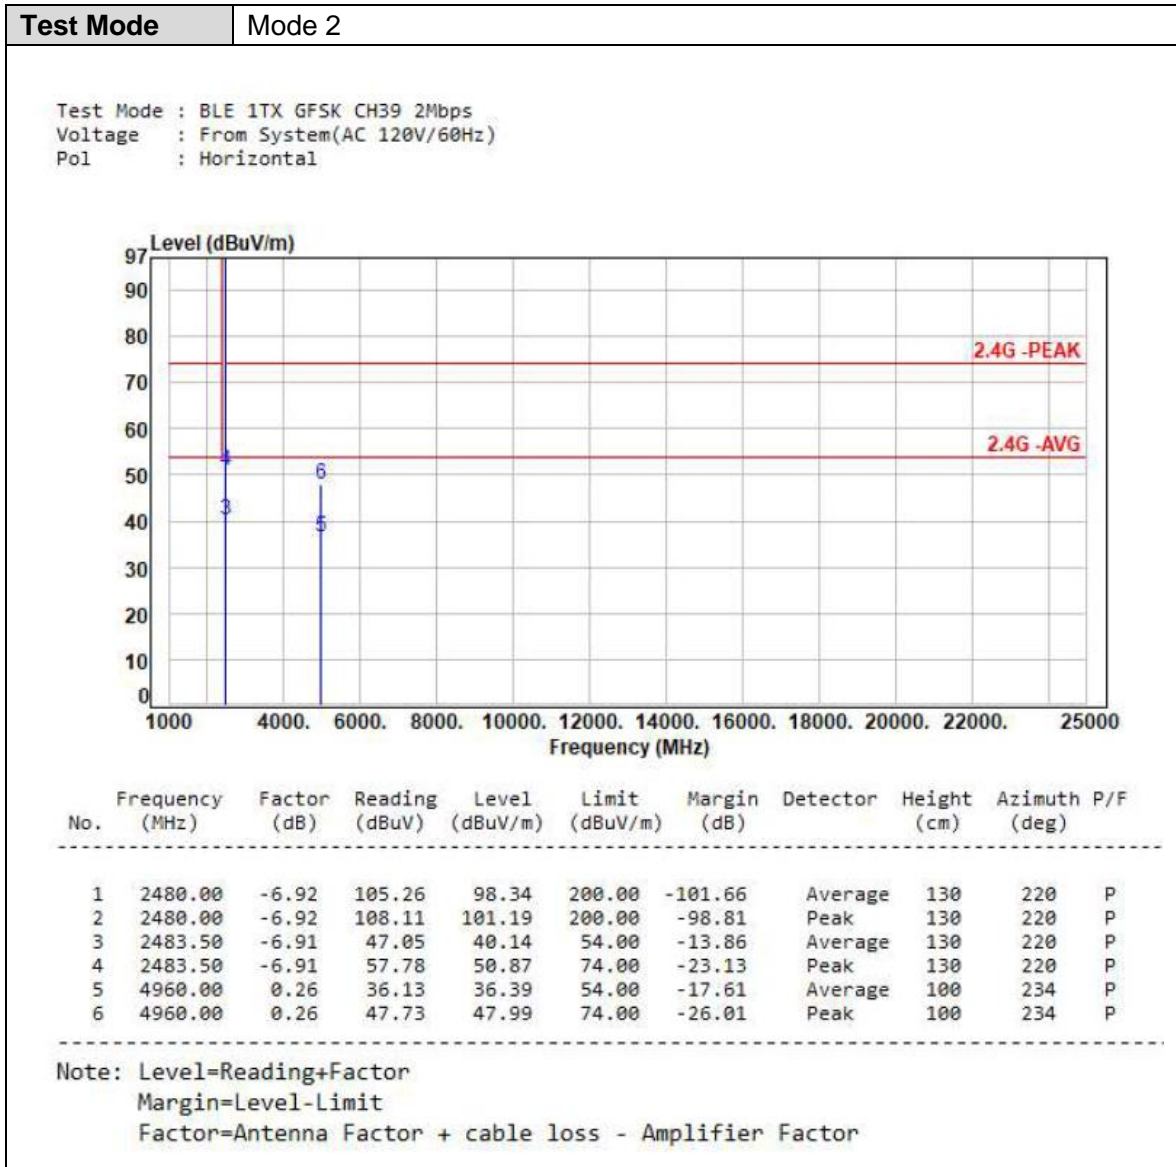 Test Mode Mode 2
Test Mode : BLE 1TX GFSK CH39 2Mbps
Voltage : From System(AC 120V/60Hz)
Pol : Horizontal
97 Level (dBuV/m)
90
80
2.4G -PEAK
70
60
2.4G -AVG
4
50
6
3
40
5
30
20
10
0
1000 4000. 6000. 8000. 10000. 12000. 14000. 16000. 18000. 20000. 22000. 25000
Frequency (MHz)
Frequency Factor Reading Level Limit Margin Detector Height Azimuth P/F
No. (MHz) (dB) (dBuV) (dBuV/m) (dBuV/m) (dB) (cm) (deg)
1 2480.00 -6.92 105.26 98.34 200.00 -101.66 Average 130 220 P
2 2480.00 -6.92 108.11 101.19 200.00 -98.81 Peak 130 220 P
3 2483.50 -6.91 47.05 40.14 54.00 -13.86 Average 130 220 P
4 2483.50 -6.91 57.78 50.87 74.00 -23.13 Peak 130 220 P
5 4960.00 0.26 36.13 36.39 54.00 -17.61 Average 100 234 P
6 4960.00 0.26 47.73 47.99 74.00 -26.01 Peak 100 234 P
Note: Level=Reading+Factor
Margin=Level-Limit
Factor=Antenna Factor + cable loss - Amplifier Factor